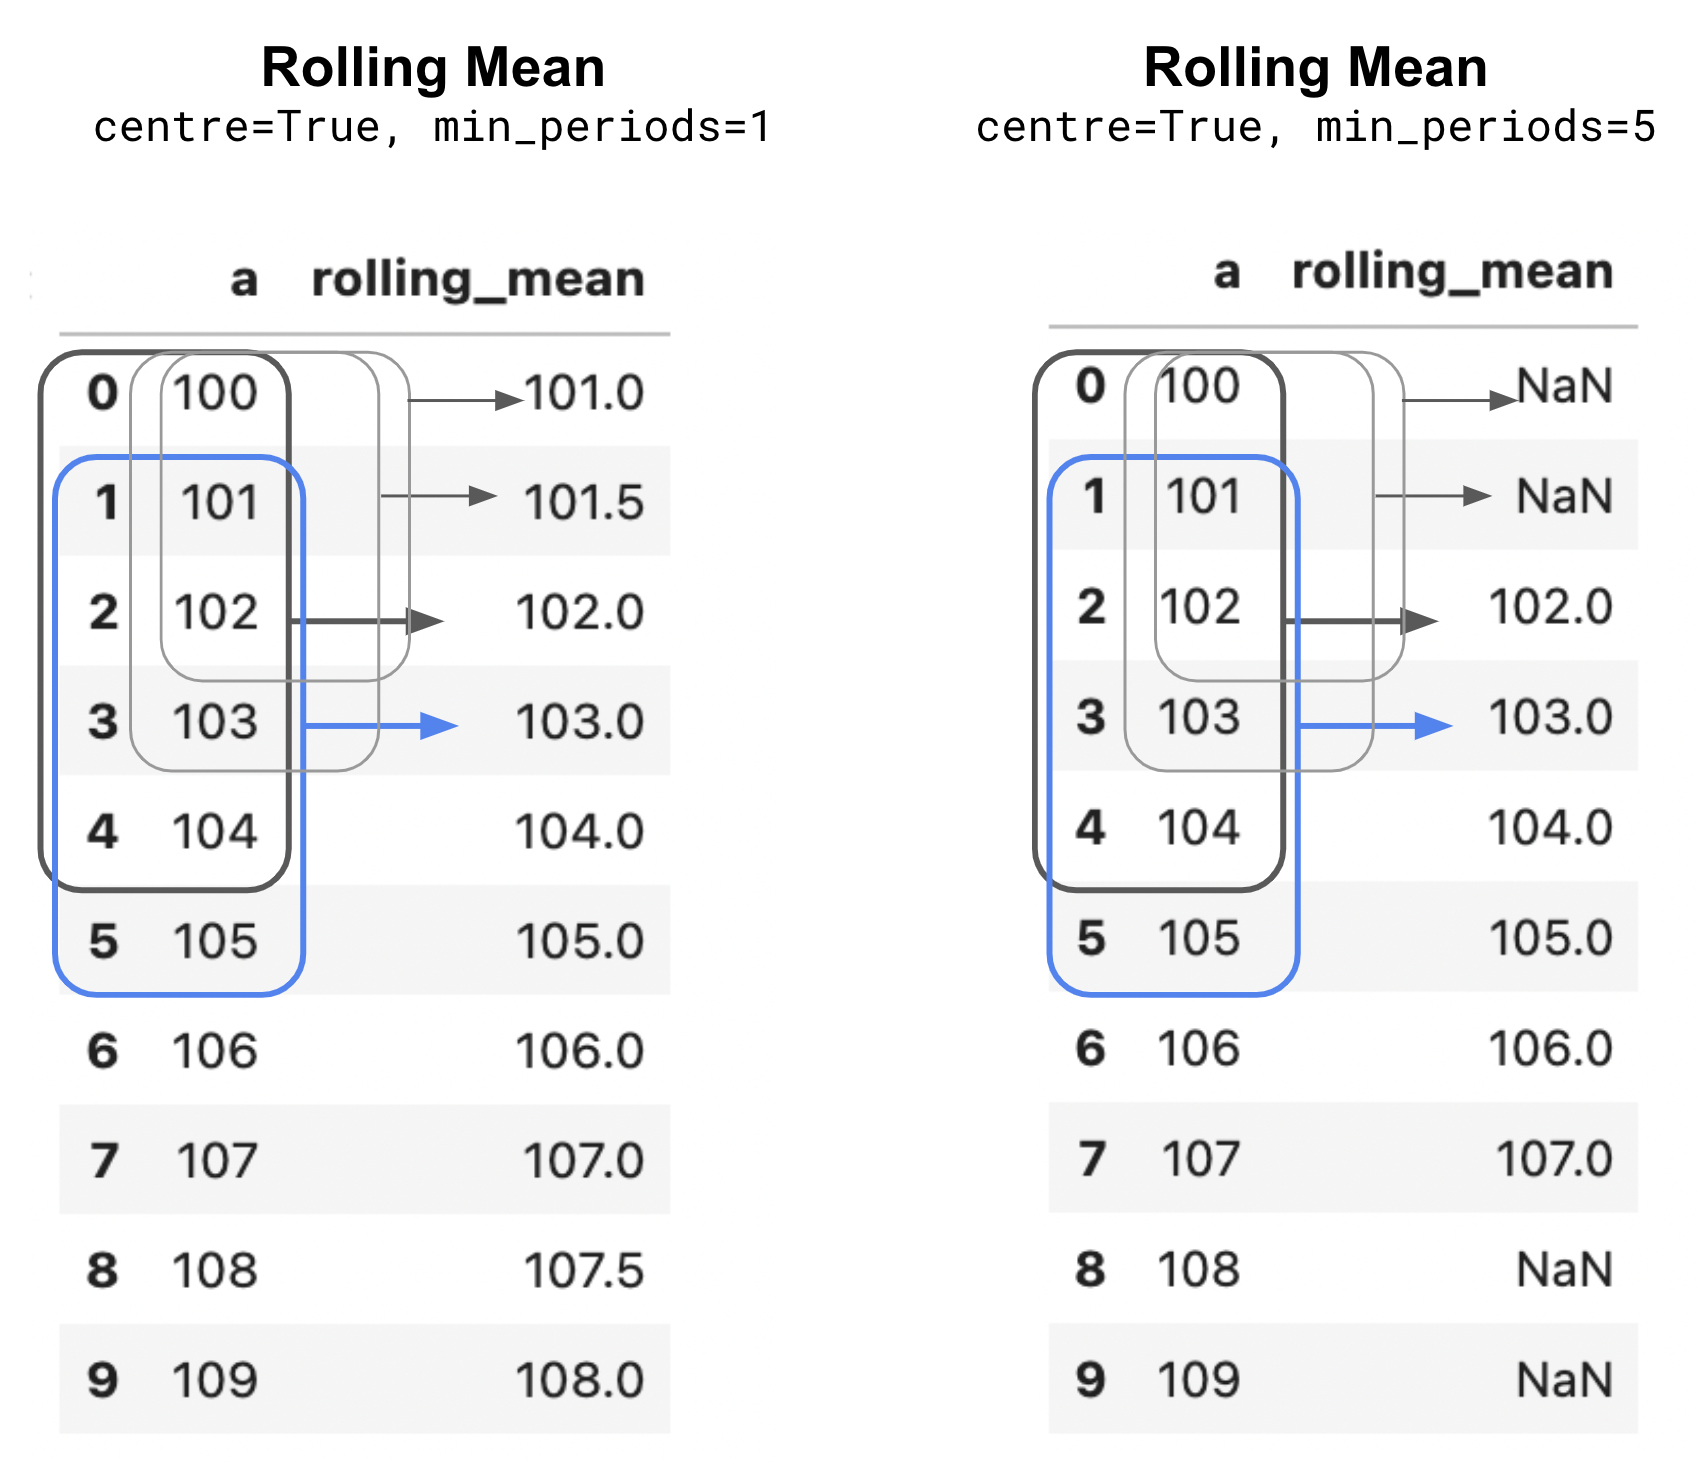 Rolling Mean
centre=True, min_periods=1
a rolling_mean
0 100 101.0
1 101 101.5
2 102 102.0
3 103 103.0
4 104 104.0
5 105 105.0
6 106 106.0
7 107 107.0
8 108 107.5
9 109 108.0
Rolling Mean
centre=True, min_periods=5
a rolling_mean
0 100 NaN
1 101 NaN
2 102 102.0
3 103 103.0
4 104 104.0
5 105 105.0
6 106 106.0
7 107 107.0
8 108 NaN
9 109 NaN